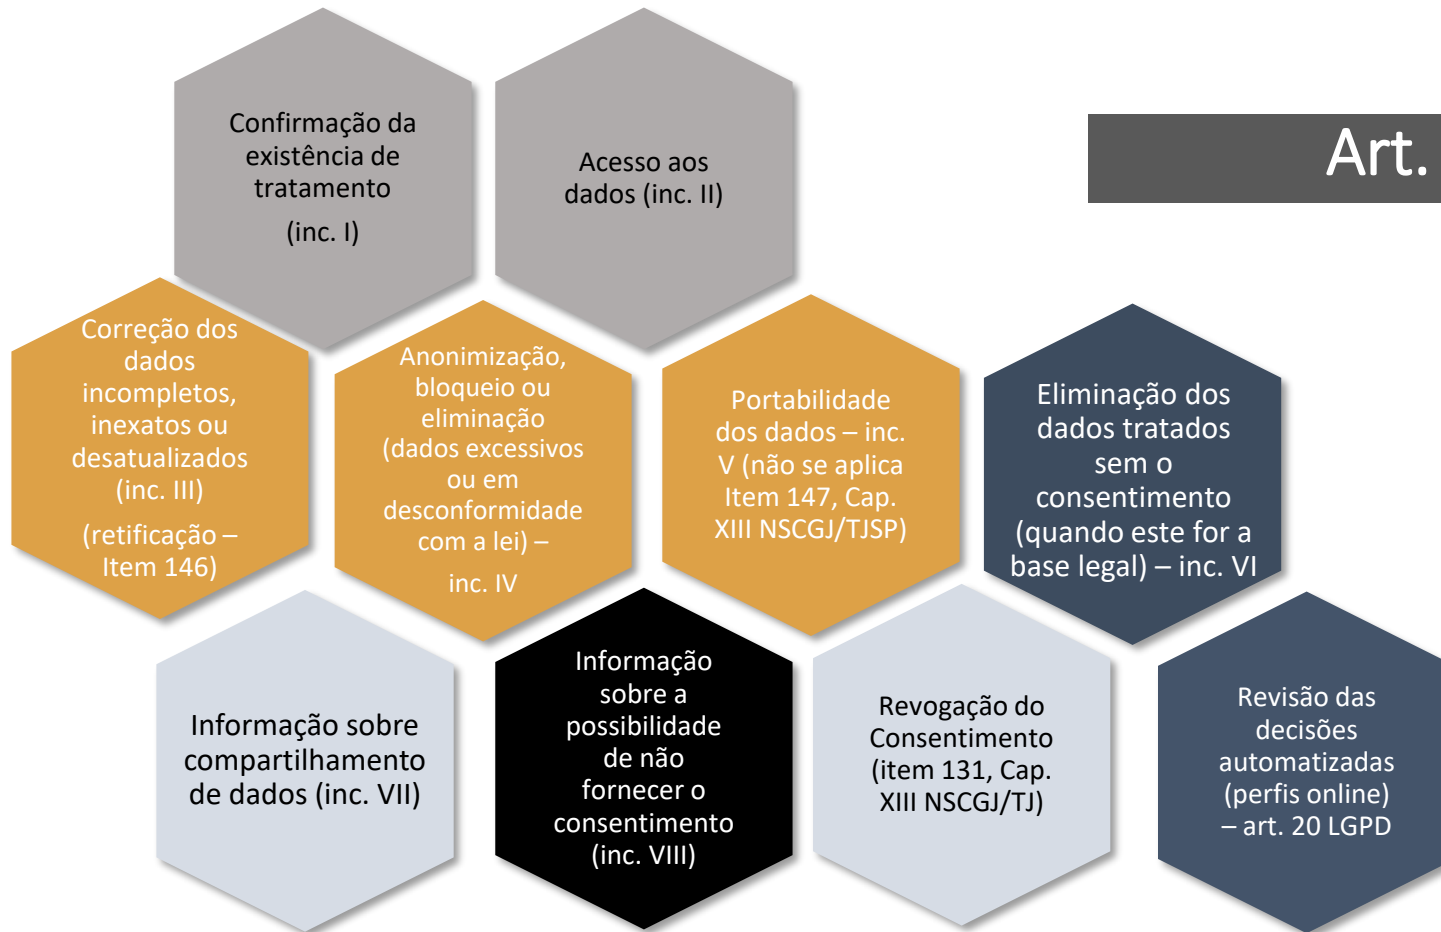 Confirmação da
existência de
tratamento
(inc. I)
Acesso aos
dados (inc. II)
Art.
Correção dos
dados
incompletos,
inexatos ou
desatualizados
(inc. III)
(retificação –
Item 146)
Anonimização,
bloqueio ou
eliminação
(dados excessivos
ou em
desconformidade
com a lei) –
inc. IV
Portabilidade
dos dados – inc.
V (não se aplica
Item 147, Cap.
XIII NSCGJ/TJSP)
Eliminação dos
dados tratados
sem o
consentimento
(quando este for a
base legal) – inc. VI
Informação sobre
compartilhamento
de dados (inc. VII)
Informação
sobre a
possibilidade
de não
fornecer o
consentimento
(inc. VIII)
Revogação do
Consentimento
(item 131, Cap.
XIII NSCGJ/TJ)
Revisão das
decisões
automatizadas
(perfis online)
– art. 20 LGPD